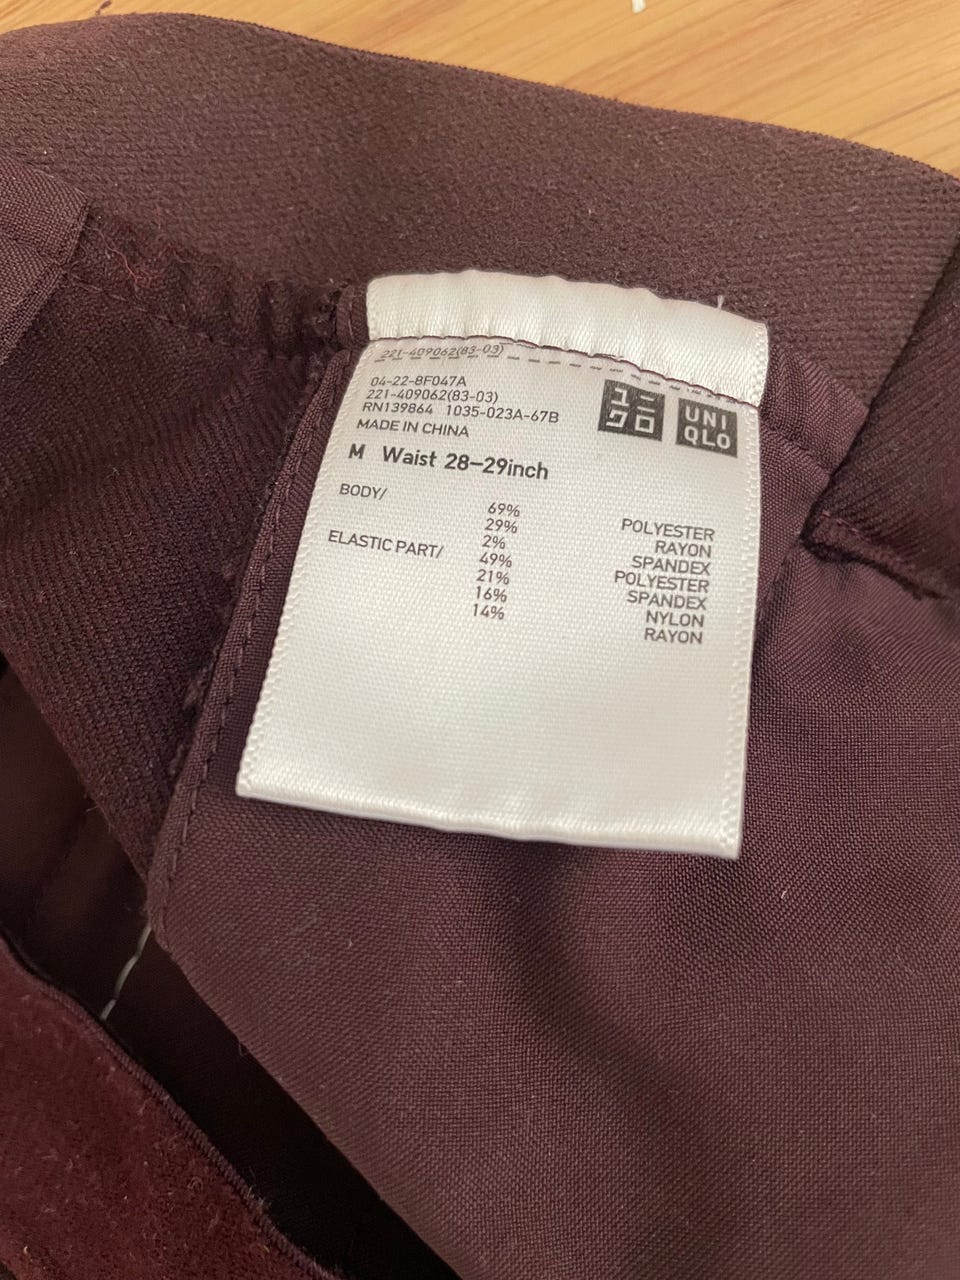 221-409062(83-03)
04-22-8F047A
221-409062(83-03)
RN139864 1035-023A-67B
MADE IN CHINA
ユニ
クロ
UNI
QLO
M Waist 28-29inch
BODY/
69% POLYESTER
29% RAYON
2% SPANDEX
ELASTIC PART/
49% POLYESTER
21% SPANDEX
16% NYLON
14% RAYON